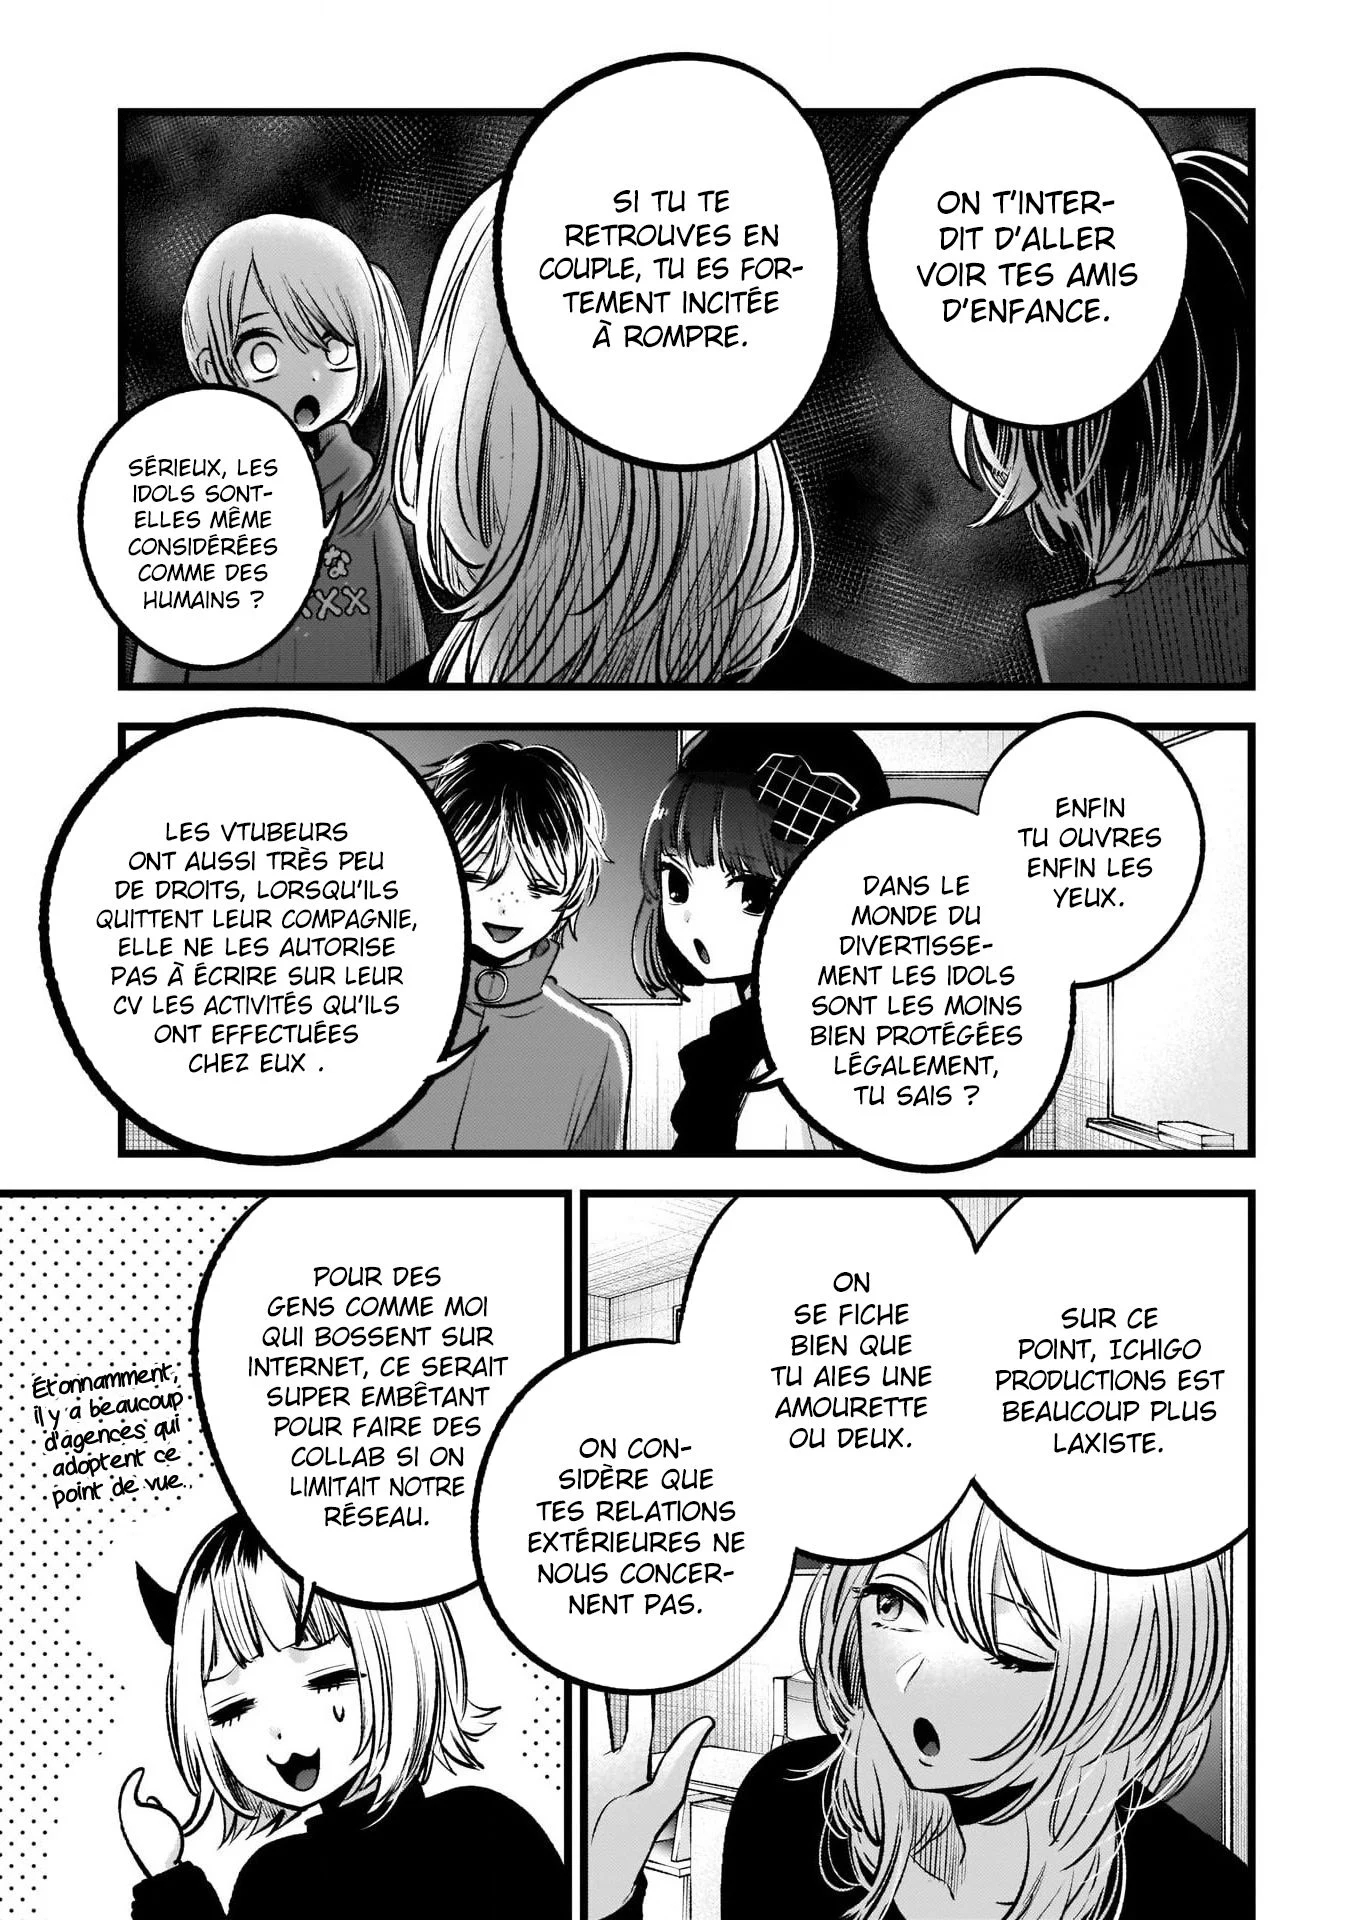 ON T'INTER-
DIT D'ALLER
VOIR TES AMIS
D'ENFANCE.
SI TU TE
RETROUVES EN
COUPLE, TU ES FOR-
TEMENT INCITÉE
À ROMPRE.
SÉRIEUX, LES
IDOLS SONT-
ELLES MÊME
CONSIDÉRÉES
COMME DES
HUMAINS ?
な
XXX
ENFIN
TU OUVRES
ENFIN LES
YEUX.
DANS LE
MONDE DU
DIVERTISSE-
MENT LES IDOLS
SONT LES MOINS
BIEN PROTÉGÉES
LÉGALEMENT,
TU SAIS ?
LES VTUBEURS
ONT AUSSI TRÈS PEU
DE DROITS, LORSQU'ILS
QUITTENT LEUR COMPAGNIE,
ELLE NE LES AUTORISE
PAS À ÉCRIRE SUR LEUR
CV LES ACTIVITÉS QU'ILS
ONT EFFECTUÉES
CHEZ EUX .
SUR CE
POINT, ICHIGO
PRODUCTIONS EST
BEAUCOUP PLUS
LAXISTE.
ON
SE FICHE
BIEN QUE
TU AIES UNE
AMOURETTE
OU DEUX.
ON CON-
SIDÈRE QUE
TES RELATIONS
EXTÉRIEURES NE
NOUS CONCER-
NENT PAS.
POUR DES
GENS COMME MOI
QUI BOSSENT SUR
INTERNET, CE SERAIT
SUPER EMBÊTANT
POUR FAIRE DES
COLLAB SI ON
LIMITAIT NOTRE
RÉSEAU.
Étonnamment,
il y a beaucoup
d'agences qui
adoptent ce
point de vue.